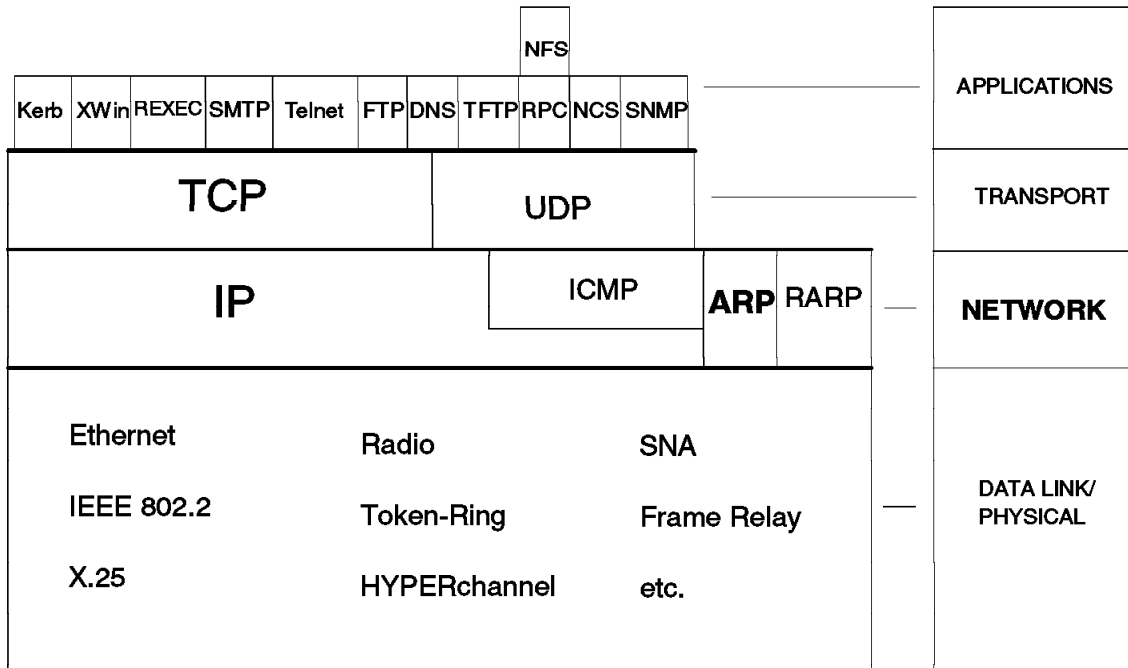 NFS
Kerb XWin REXEC SMTP Telnet FTP DNS TFTP RPC NCS SNMP
APPLICATIONS
TCP UDP
TRANSPORT
IP ICMP ARP RARP
NETWORK
Ethernet Radio SNA
IEEE 802.2 Token-Ring Frame Relay
X.25 HYPERchannel etc.
DATA LINK/
PHYSICAL